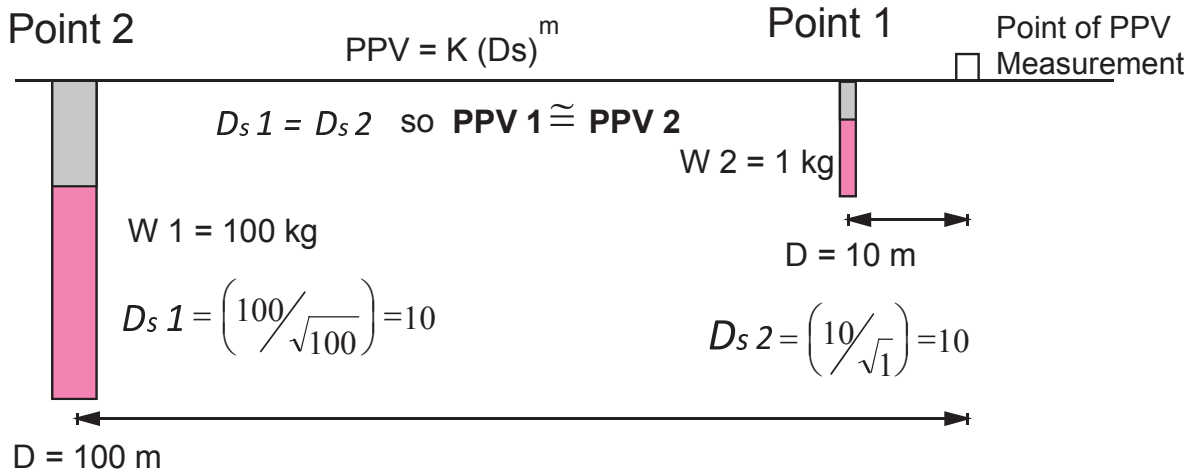 Point 2
PPV = K (Ds)^m
Point 1
Point of PPV
Measurement
Ds 1 = Ds 2 so PPV 1 ≅ PPV 2
W 2 = 1 kg
W 1 = 100 kg
D = 10 m
Ds 1 = (100/√100) =10
Ds 2 = (10/√1) =10
D = 100 m